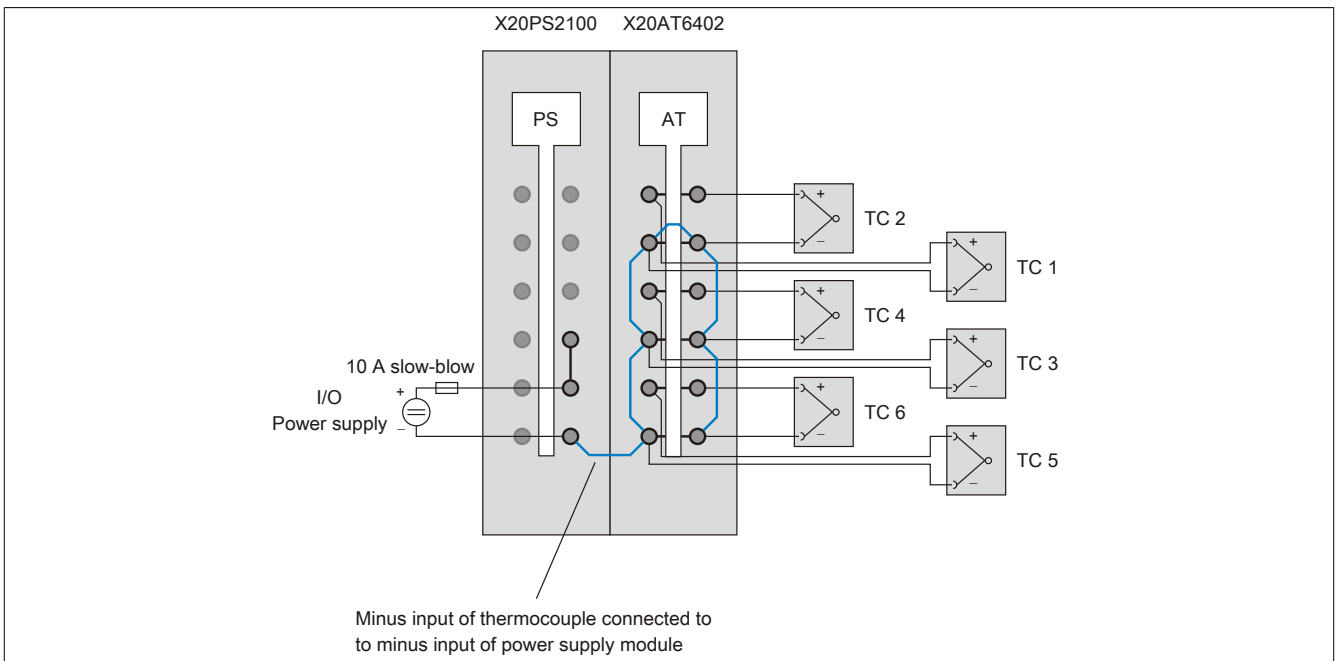 X20PS2100 X20AT6402
PS AT
+ TC 2 −
+ TC 1 −
+ TC 4 −
10 A slow-blow
+ TC 3 −
I/O
Power supply
+ −
+ TC 6 −
+ TC 5 −
Minus input of thermocouple connected to
to minus input of power supply module